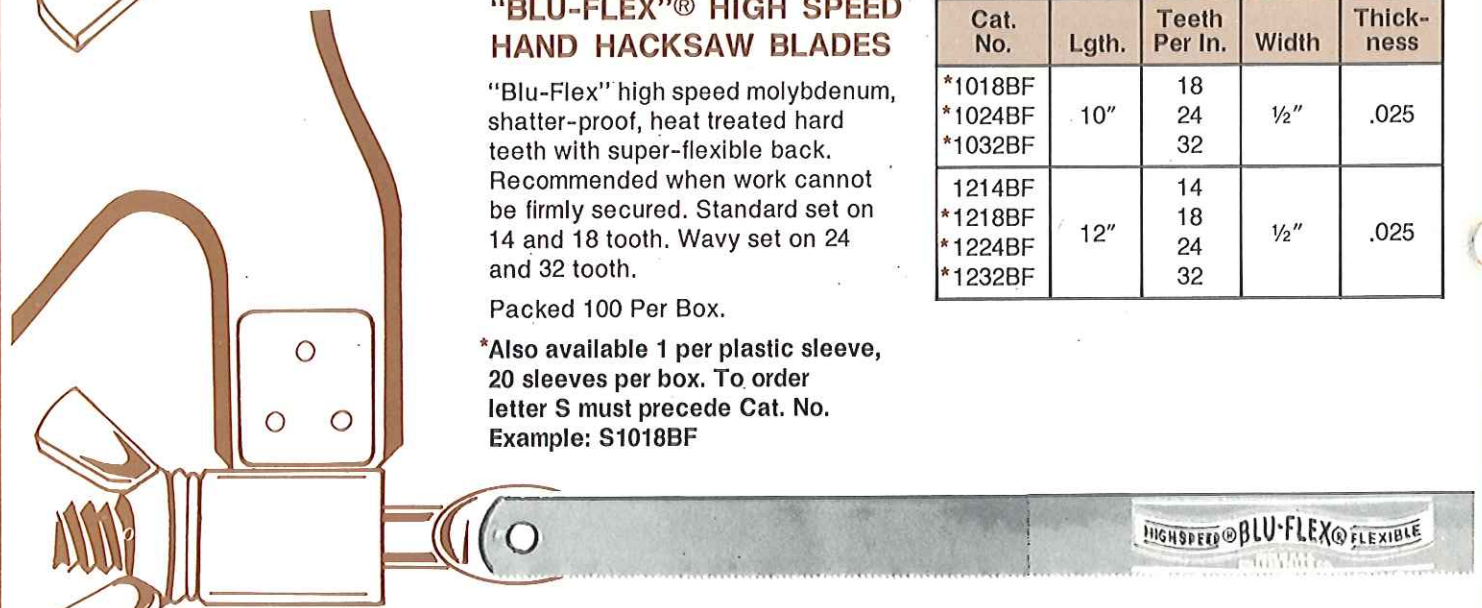 "BLU-FLEX"® HIGH SPEED
HAND HACKSAW BLADES
"Blu-Flex" high speed molybdenum,
shatter-proof, heat treated hard
teeth with super-flexible back.
Recommended when work cannot
be firmly secured. Standard set on
14 and 18 tooth. Wavy set on 24
and 32 tooth.
Packed 100 Per Box.
*Also available 1 per plastic sleeve,
20 sleeves per box. To order
letter S must precede Cat. No.
Example: S1018BF
Cat. No. Lgth. Teeth Per In. Width Thick-ness
*1018BF 18
*1024BF 10" 24 ½" .025
*1032BF 32
1214BF 14
*1218BF 18
12" ½" .025
*1224BF 24
*1232BF 32
HIGH SPEED ® BLU-FLEX ® FLEXIBLE